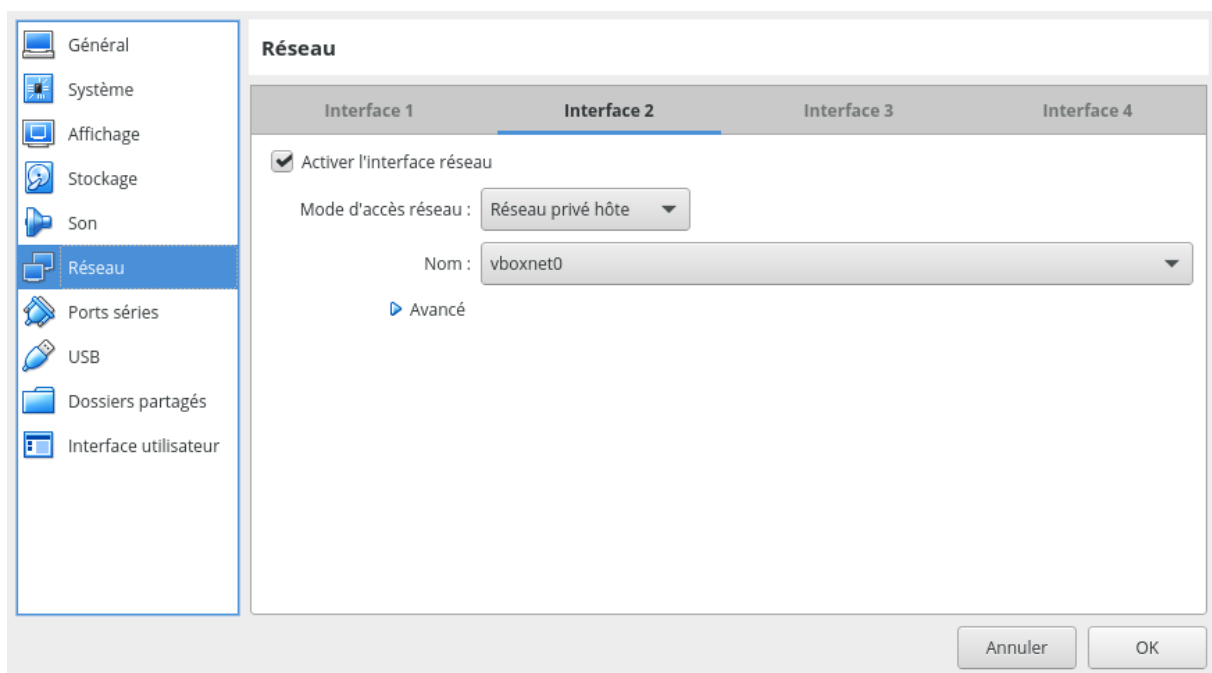 Général
Système
Affichage
Stockage
Son
Réseau
Ports séries
USB
Dossiers partagés
Interface utilisateur
Réseau
Interface 1 Interface 2 Interface 3 Interface 4
Activer l'interface réseau
Mode d'accès réseau : Réseau privé hôte
Nom : vboxnet0
Avancé
Annuler OK